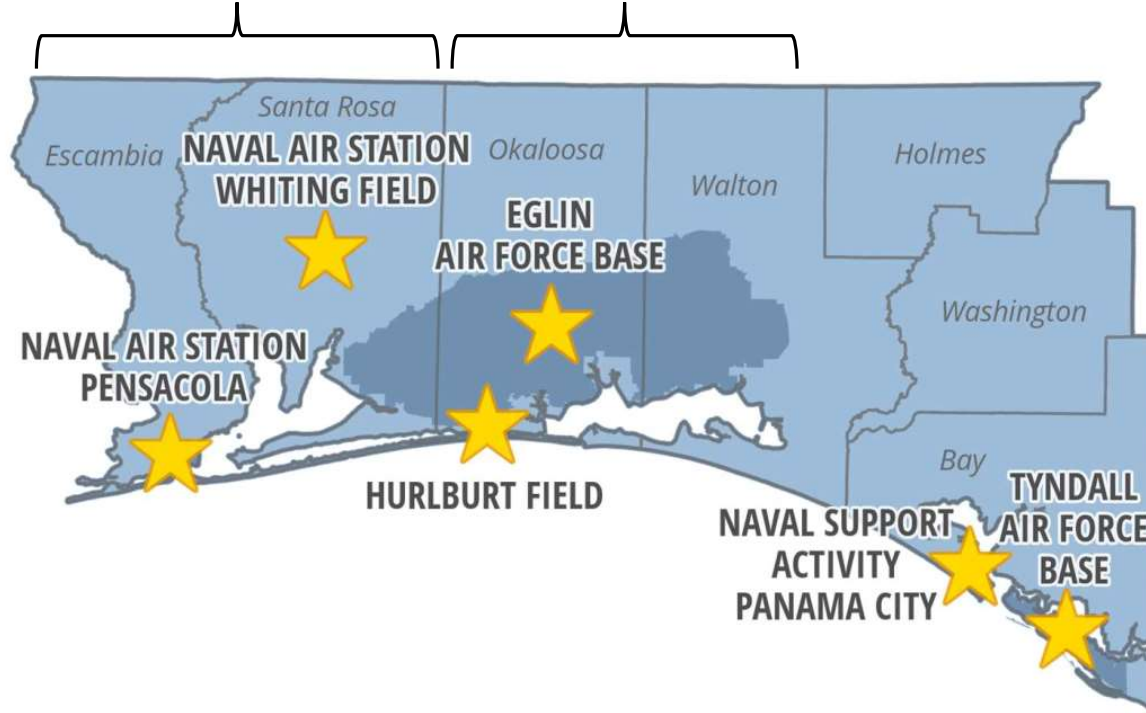 Santa Rosa
Escambia
NAVAL AIR STATION
WHITING FIELD
Okaloosa
Holmes
Walton
EGLIN
AIR FORCE BASE
Washington
NAVAL AIR STATION
PENSACOLA
Bay
HURLBURT FIELD
TYNDALL
AIR FORCE
BASE
NAVAL SUPPORT
ACTIVITY
PANAMA CITY